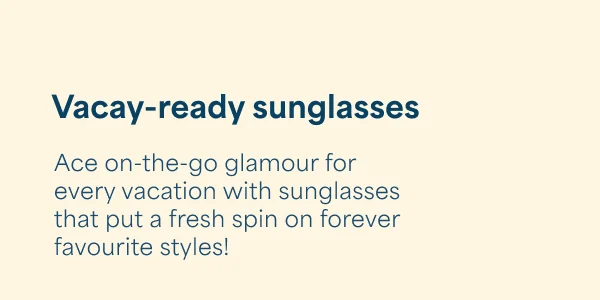 Vacay-ready sunglasses
Ace on-the-go glamour for
every vacation with sunglasses
that put a fresh spin on forever
favourite styles!